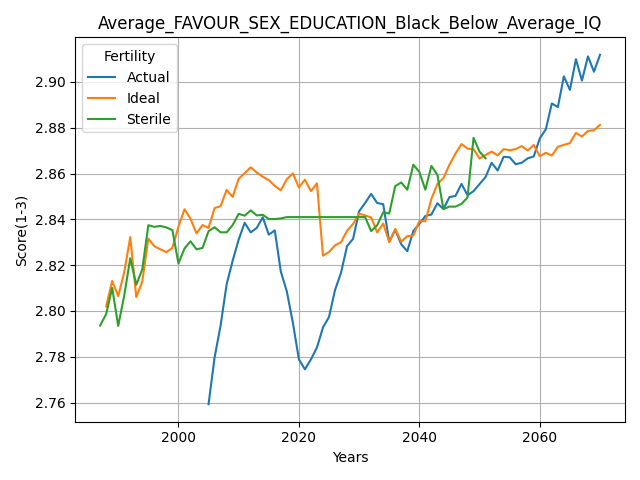 Average_FAVOUR_SEX_EDUCATION_Black_Below_Average_IQ
Fertility
Actual
Ideal
Sterile
Score(1-3)
2.90
2.88
2.86
2.84
2.82
2.80
2.78
2.76
2000
2020
2040
2060
Years